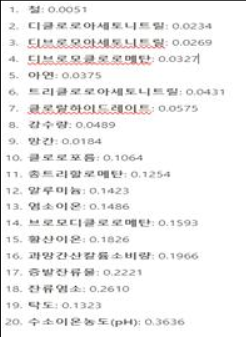 1. 철: 0.0051
2. 디클로로아세토니트릴: 0.0234
3. 디브로모아세토니트릴: 0.0269
4. 디브로모클로로메탄: 0.0327
5. 아연: 0.0375
6. 트리클로로아세토니트릴: 0.0431
7. 클로랄하이드레이트: 0.0575
8. 강수량: 0.0489
9. 망간: 0.0184
10. 클로로포름: 0.1064
11. 총트리할로메탄: 0.1254
12. 알루미늄: 0.1423
13. 염소이온: 0.1486
14. 브로모디클로로메탄: 0.1593
15. 황산이온: 0.1826
16. 과망간산칼륨소비량: 0.1966
17. 증발잔류물: 0.2221
18. 잔류염소: 0.2610
19. 탁도: 0.1323
20. 수소이온농도(pH): 0.3636